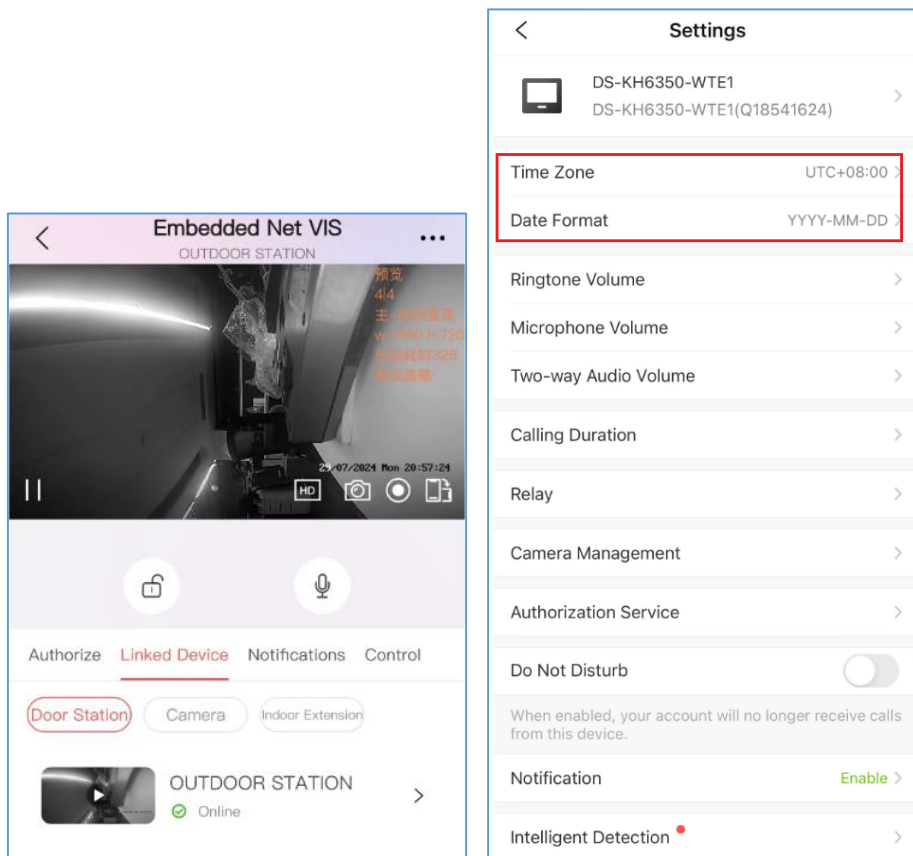 Embedded Net VIS
OUTDOOR STATION
预览
4|4
29/07/2024 Mon 20:57:24
HD
Authorize Linked Device Notifications Control
Door Station Camera Indoor Extension
OUTDOOR STATION
Online
Settings
DS-KH6350-WTE1
DS-KH6350-WTE1(Q18541624)
Time Zone UTC+08:00
Date Format YYYY-MM-DD
Ringtone Volume
Microphone Volume
Two-way Audio Volume
Calling Duration
Relay
Camera Management
Authorization Service
Do Not Disturb
When enabled, your account will no longer receive calls
from this device.
Notification Enable
Intelligent Detection